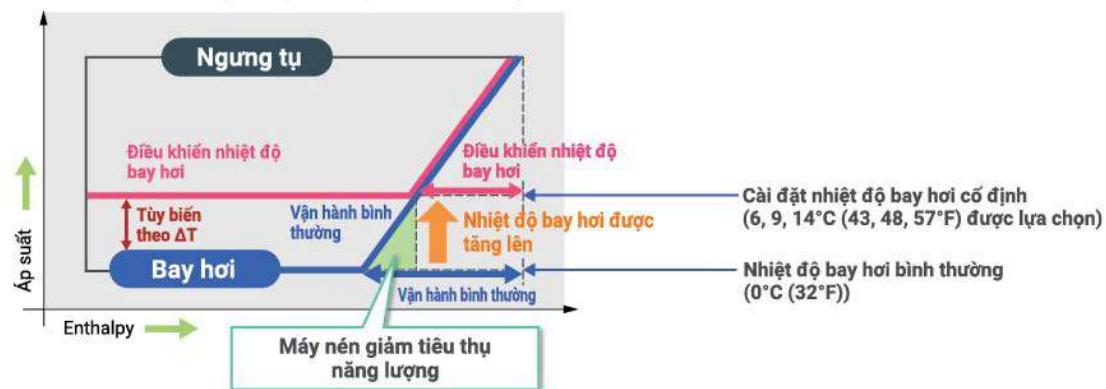 Ngưng tụ
Điều khiển nhiệt độ
bay hơi
Điều khiển nhiệt độ
bay hơi
Tùy biến
theo ΔT
Vận hành bình
thường
Nhiệt độ bay hơi được
tăng lên
Cài đặt nhiệt độ bay hơi cố định
(6, 9, 14°C (43, 48, 57°F) được lựa chọn)
Áp suất
Bay hơi
Vận hành bình thường
Nhiệt độ bay hơi bình thường
(0°C (32°F))
Enthalpy
Máy nén giảm tiêu thụ
năng lượng